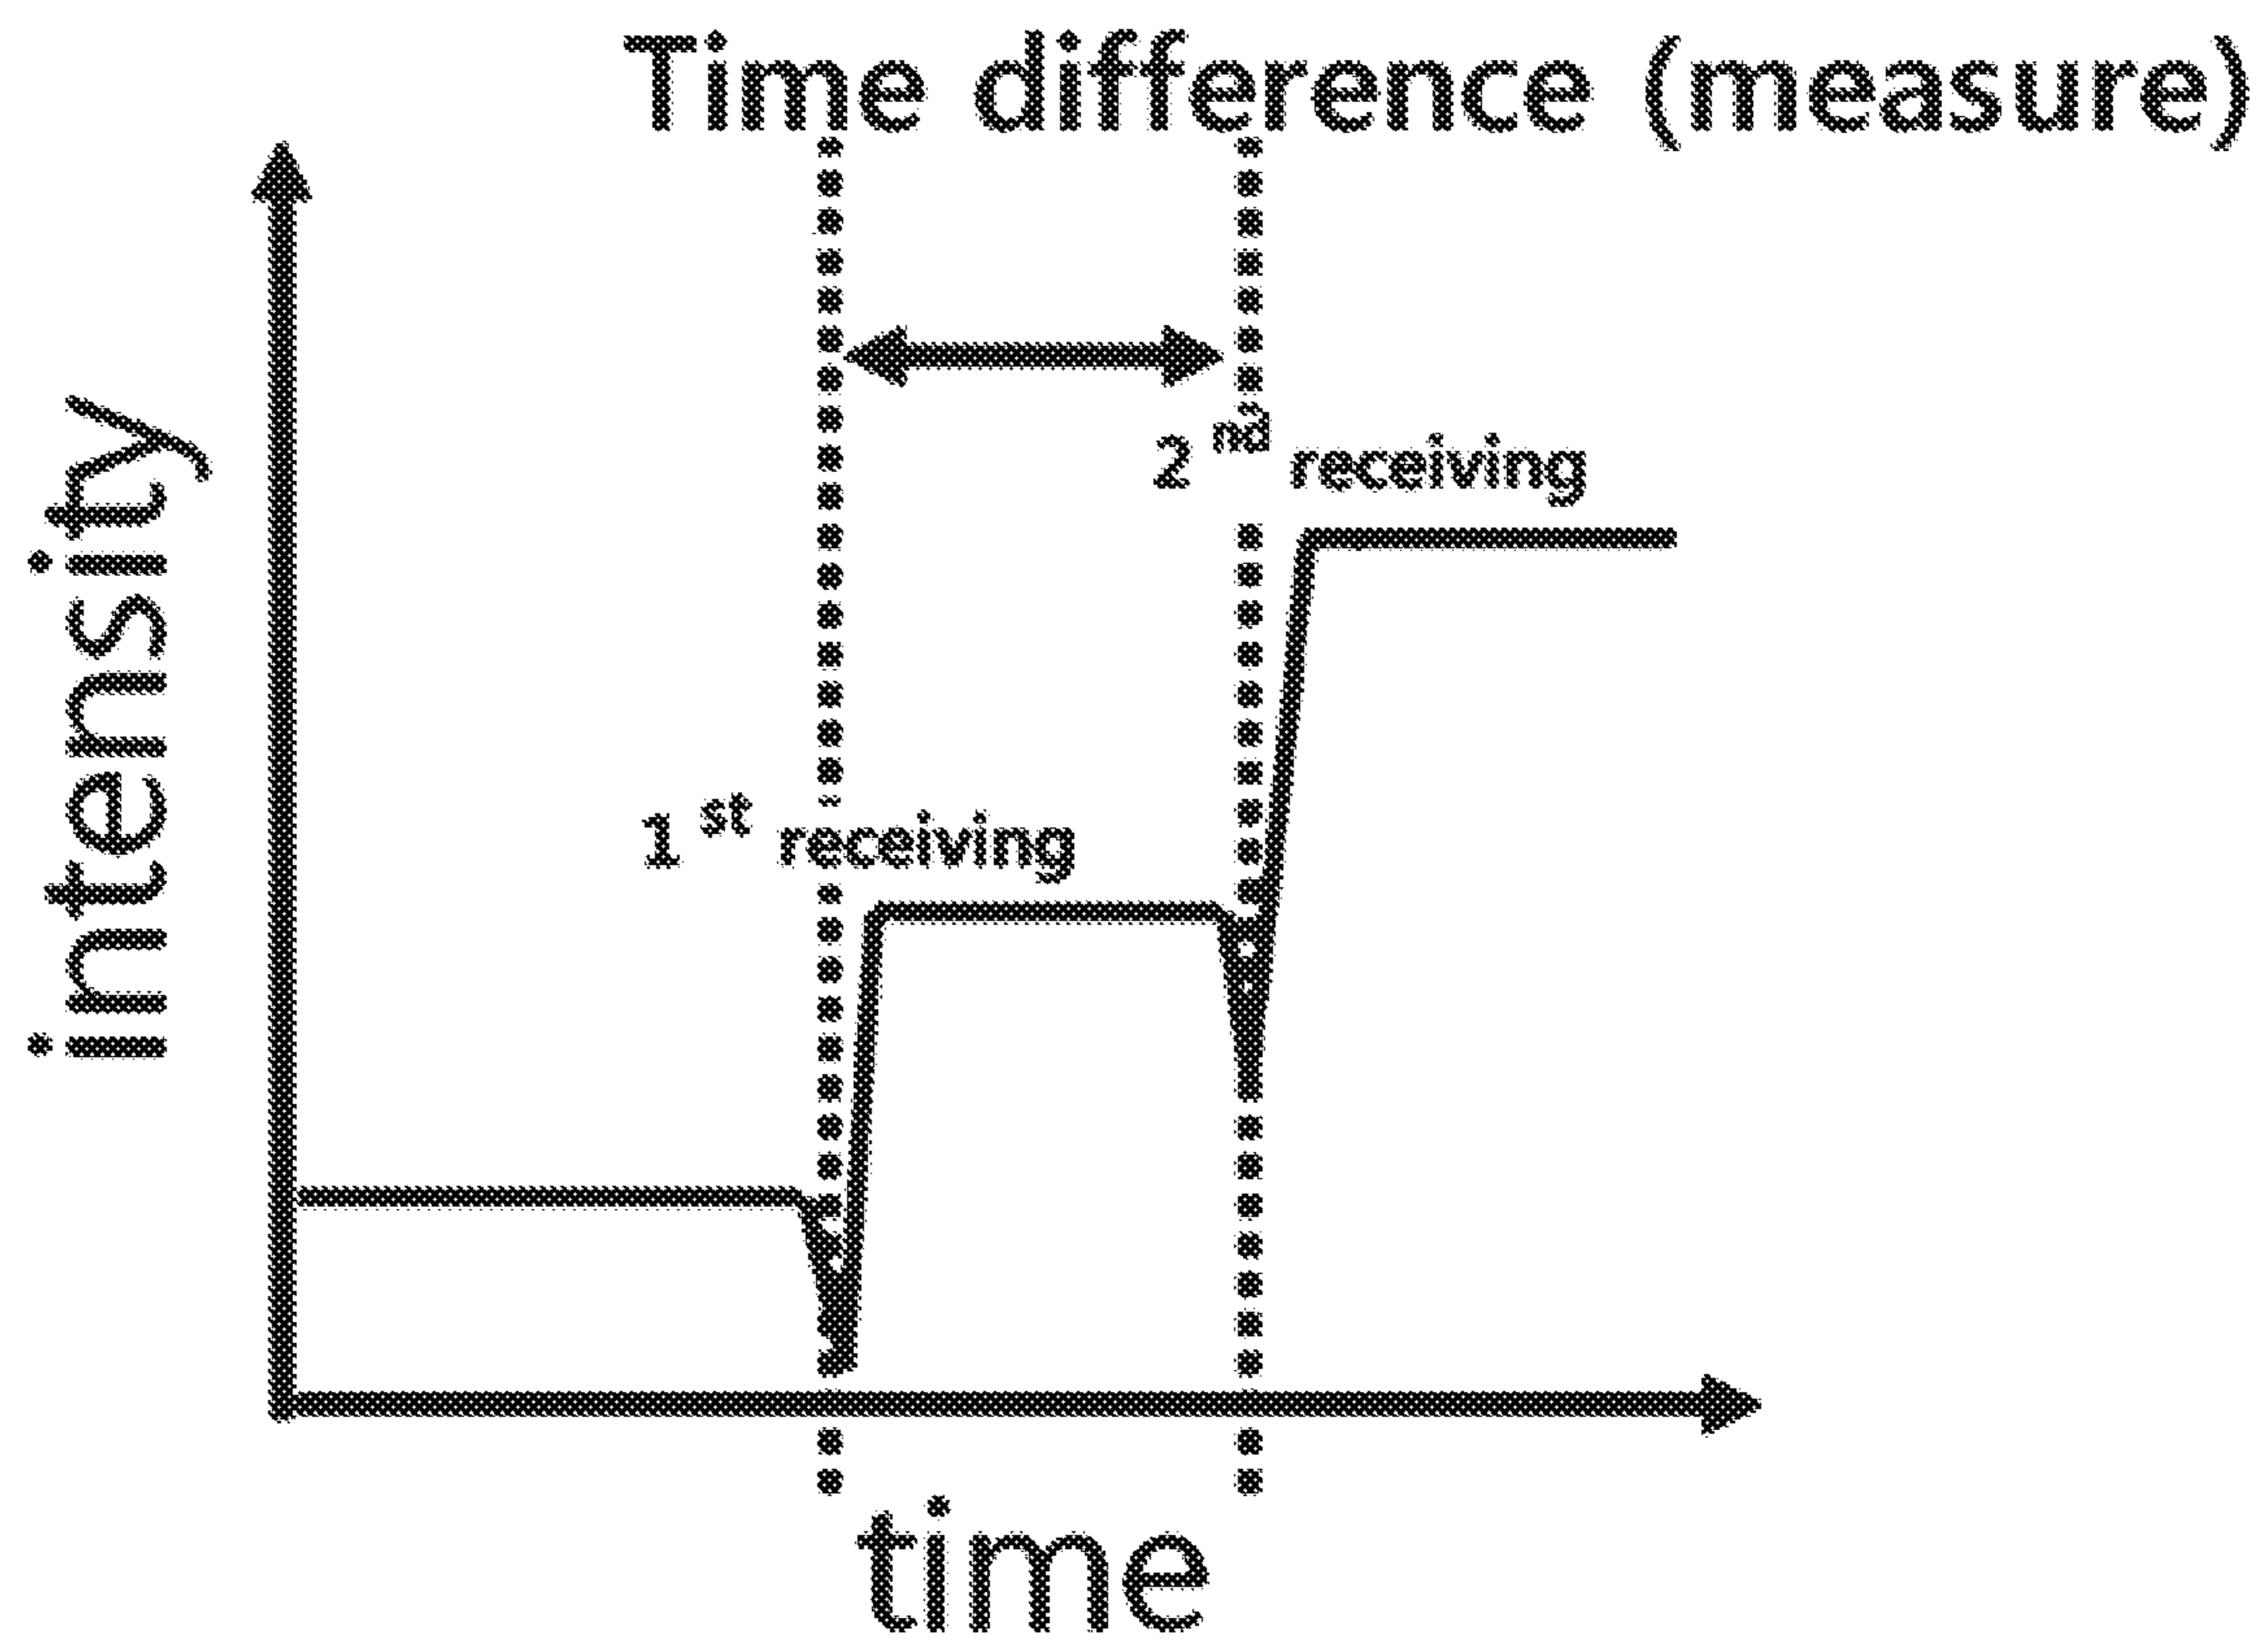 Time difference (measure)
intensity
2nd receiving
1st receiving
time